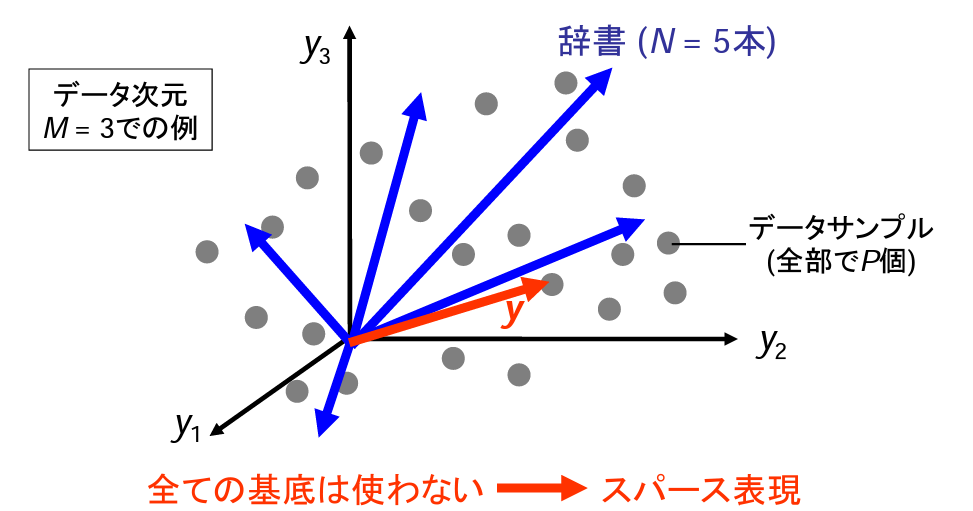 辞書 (N = 5本)
y3
データ次元
M = 3での例
データサンプル
(全部でP個)
y
y2
y1
全ての基底は使わない
スパース表現